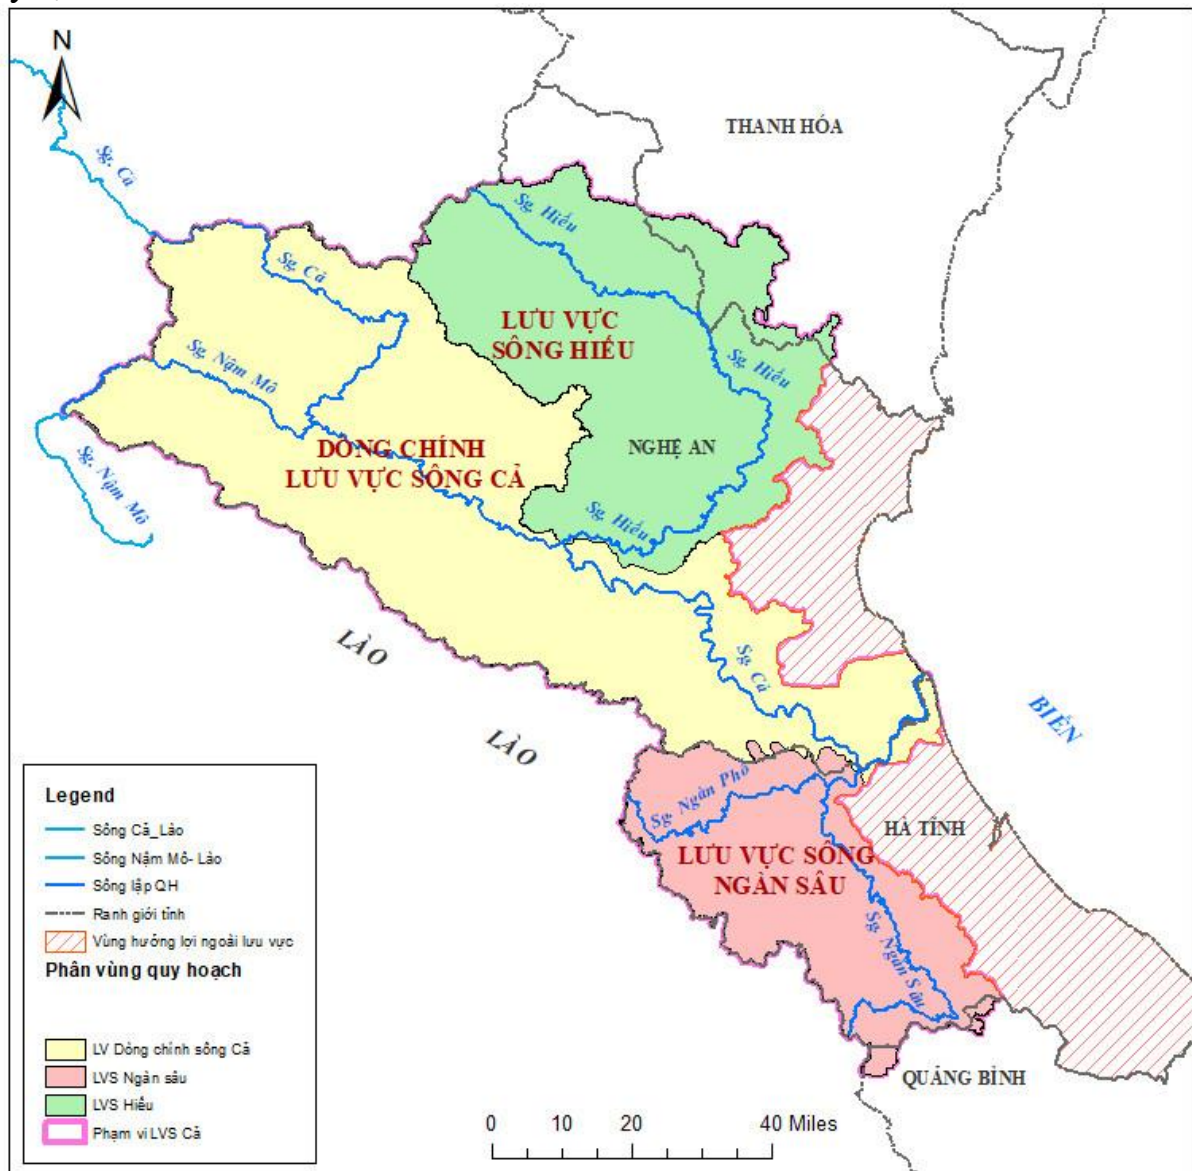 N
THANH HÓA
Sg. Cả
Sg. Hiếu
Sg. Cả
LƯU VỰC
SÔNG HIẾU
Sg. Nậm Mô
Sg. Hiếu
DÒNG CHÍNH
LƯU VỰC SÔNG CẢ
NGHỆ AN
Sg. Nậm Mô
Sg. Hiếu
LÀO
Sg. Cả
LÀO
BIỂN
Sg. Ngàn Phố
HÀ TĨNH
LƯU VỰC SÔNG
NGÀN SÂU
Sg. Ngàn Sâu
QUẢNG BÌNH
Legend
Sông Cả_Lào
Sông Nậm Mô- Lào
Sông lập QH
Ranh giới tỉnh
Vùng hưởng lợi ngoài lưu vực
Phân vùng quy hoạch
LV Dòng chính sông Cả
LVS Ngàn sâu
LVS Hiếu
Phạm vi LVS Cả
0 10 20 40 Miles